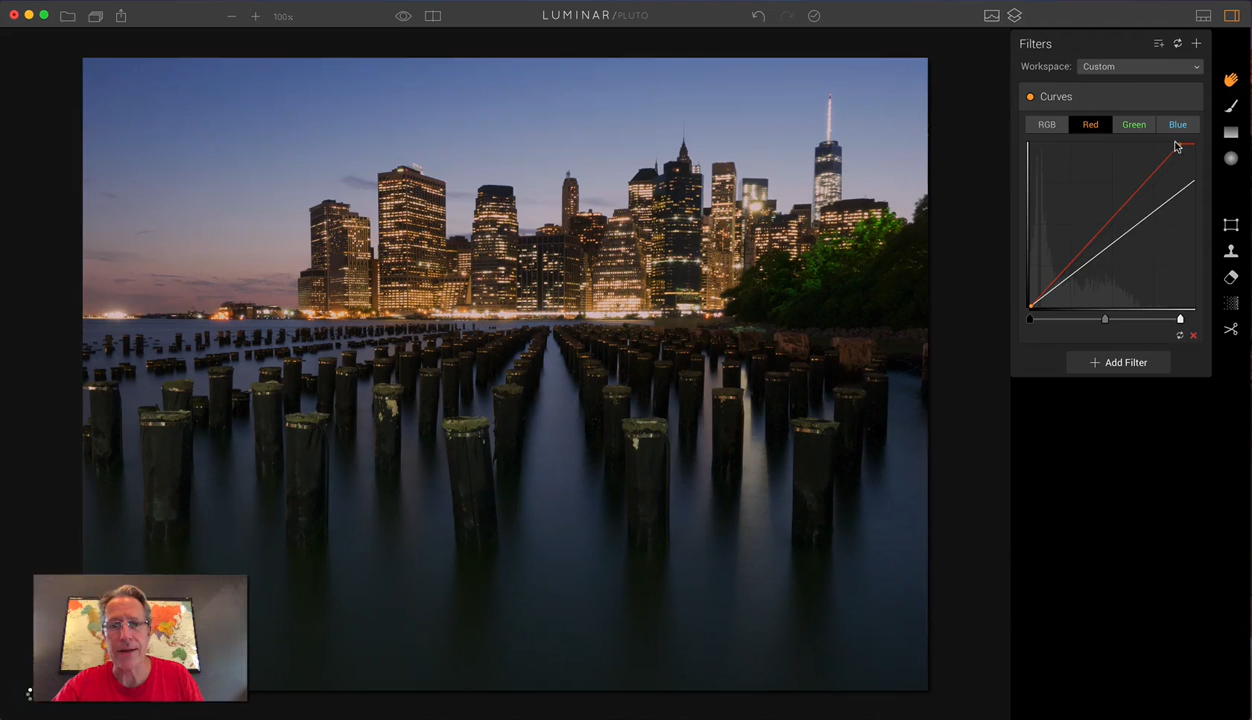 100%
LUMINAR/PLUTO
Filters
Workspace: Custom
Curves
RGB Red Green Blue
Add Filter